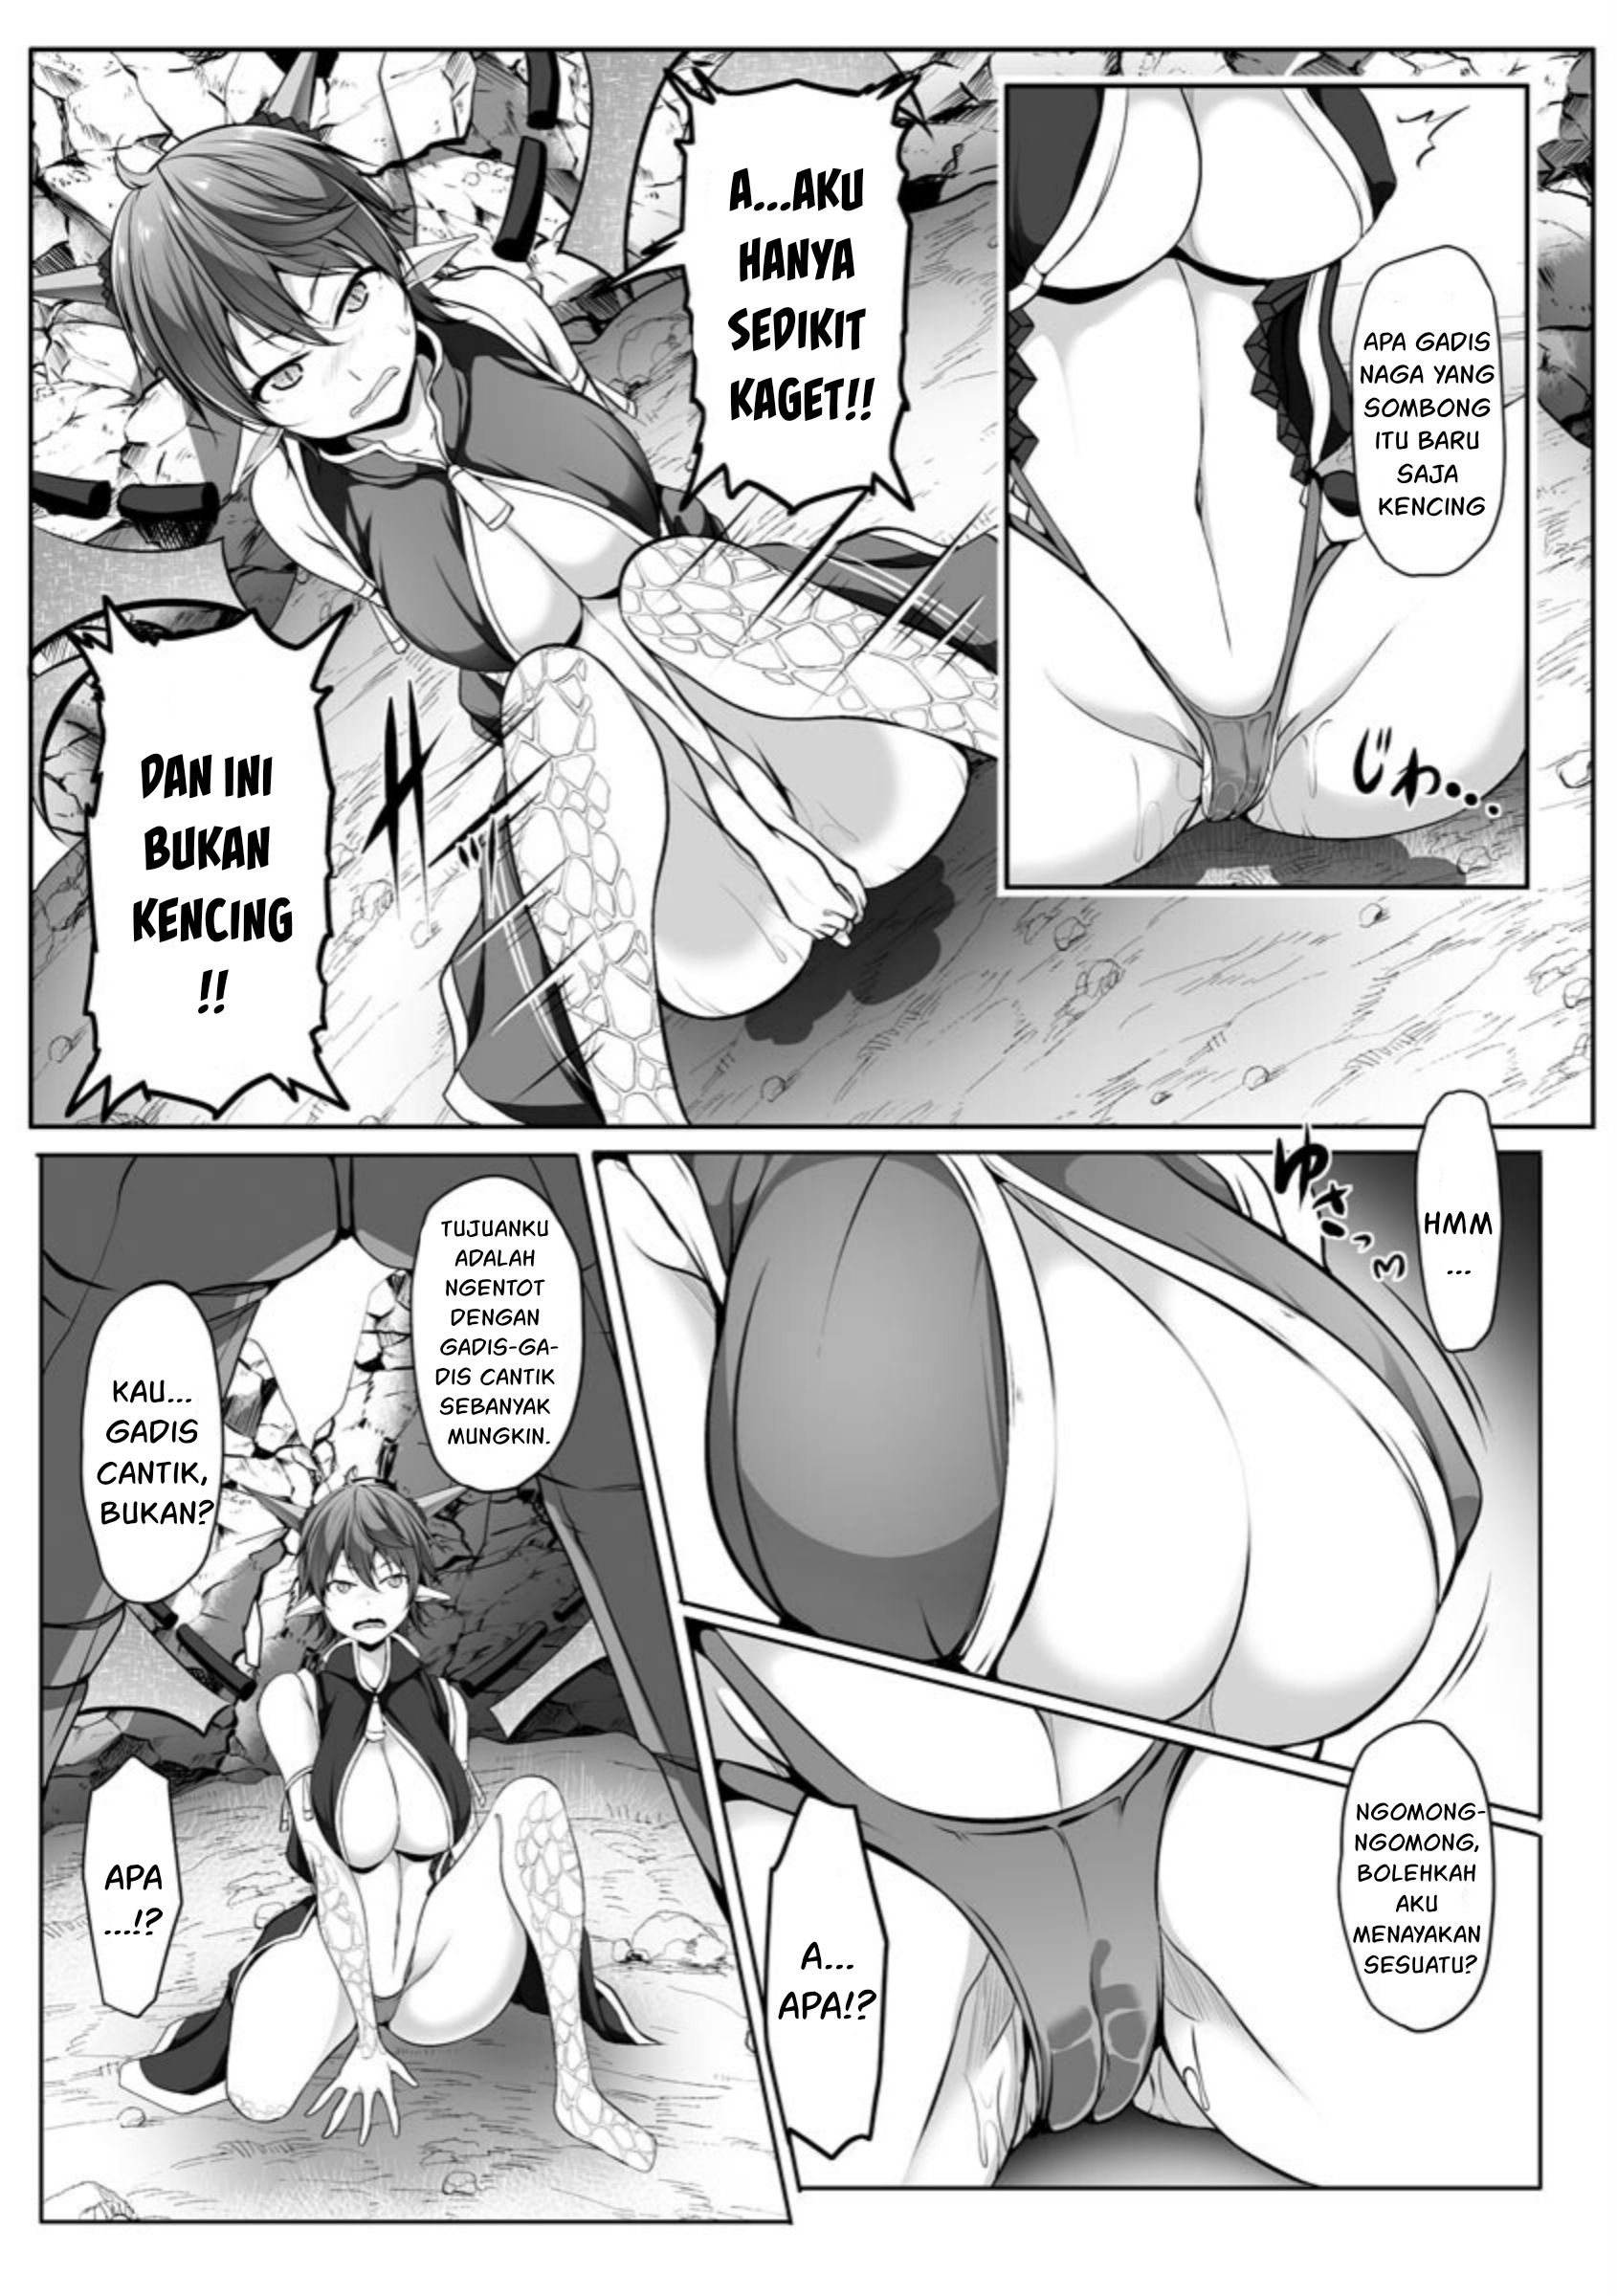 APA GADIS
NAGA YANG
SOMBONG
ITU BARU
SAJA
KENCING
じわ...
A...AKU
HANYA
SEDIKIT
KAGET!!
DAN INI
BUKAN
KENCING
!!
HMM
...
ゆさっ
NGOMONG-
NGOMONG,
BOLEHKAH
AKU
MENAYAKAN
SESUATU?
A...
APA!?
TUJUANKU
ADALAH
NGENTOT
DENGAN
GADIS-GA-
DIS CANTIK
SEBANYAK
MUNGKIN.
KAU...
GADIS
CANTIK,
BUKAN?
APA
...!?